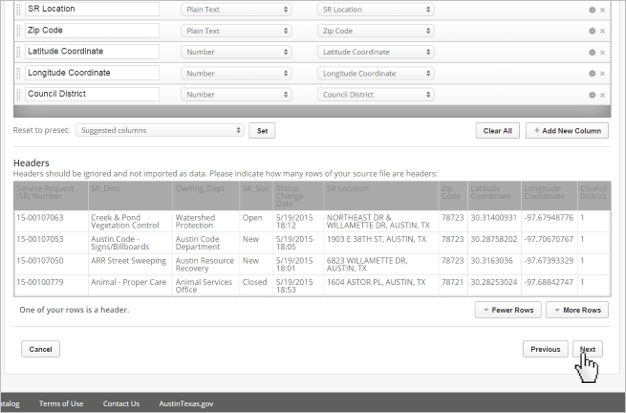 SR Location Plain Text SR Location
Zip Code Plain Text Zip Code
Latitude Coordinate Number Latitude Coordinate
Longitude Coordinate Number Longitude Coordinate
Council District Number Council District
Reset to preset: Suggested columns Set Clear All + Add New Column
Headers
Headers should be ignored and not imported as data. Please indicate how many rows of your source file are headers:
Service Request (SR) Number SR_Desc Owning_Dept SR_Stat Status Change Date SR Location Zip Code Latitude Coordinate Longitude Coordinate Council District
15-00107063 Creek & Pond Vegetation Control Watershed Protection Open 5/19/2015 18:12 NORTHEAST DR & WILLAMETTE DR, AUSTIN, TX 78723 30.31400931 -97.67948776 1
15-00107053 Austin Code - Signs/Billboards Austin Code Department New 5/19/2015 18:05 1903 E 38TH ST, AUSTIN, TX 78723 30.28758202 -97.70670767 1
15-00107050 ARR Street Sweeping Austin Resource Recovery New 5/19/2015 18:01 6823 WILLAMETTE DR, AUSTIN, TX 78723 30.3163036 -97.67393329 1
15-00100779 Animal - Proper Care Animal Services Office Closed 5/19/2015 18:53 1604 ASTOR PL, AUSTIN, TX 78721 30.28253024 -97.68842747 1
One of your rows is a header. Fewer Rows More Rows
Cancel Previous Next
atalog Terms of Use Contact Us AustinTexas.gov